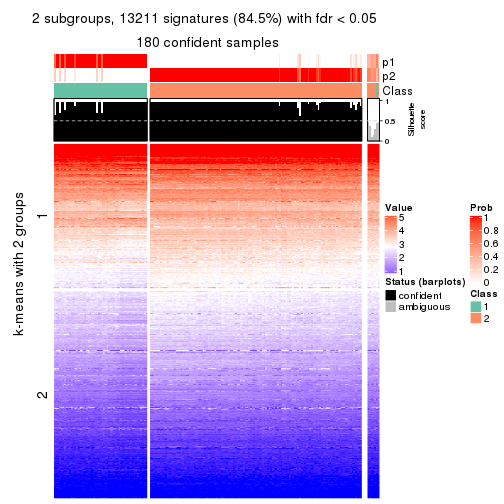 2 subgroups, 13211 signatures (84.5%) with fdr < 0.05
180 confident samples
p1
p2
Class
1
0.5
0
Silhouette
score
k-means with 2 groups
1
2
Value
5
4
3
2
1
Status (barplots)
confident
ambiguous
Prob
1
0.8
0.6
0.4
0.2
0
Class
1
2